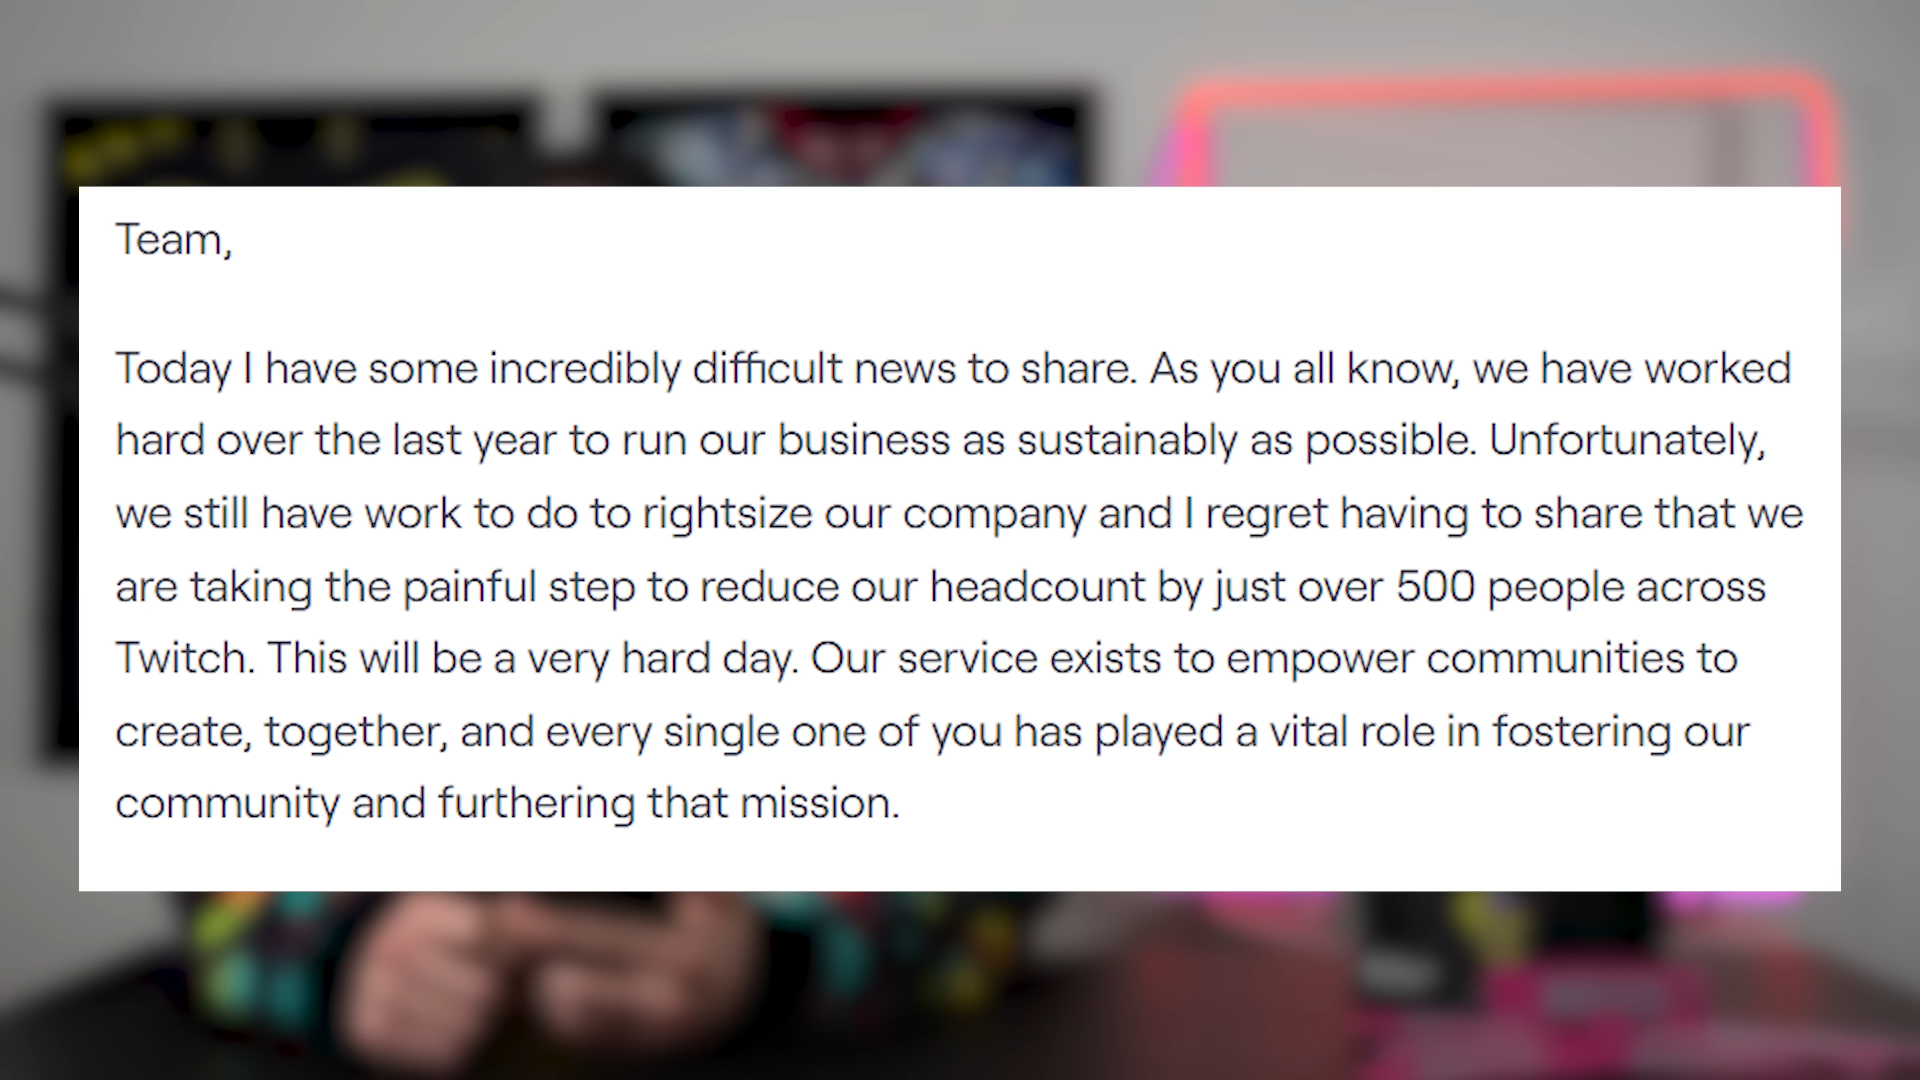 Team,
Today I have some incredibly difficult news to share. As you all know, we have worked
hard over the last year to run our business as sustainably as possible. Unfortunately,
we still have work to do to rightsize our company and I regret having to share that we
are taking the painful step to reduce our headcount by just over 500 people across
Twitch. This will be a very hard day. Our service exists to empower communities to
create, together, and every single one of you has played a vital role in fostering our
community and furthering that mission.